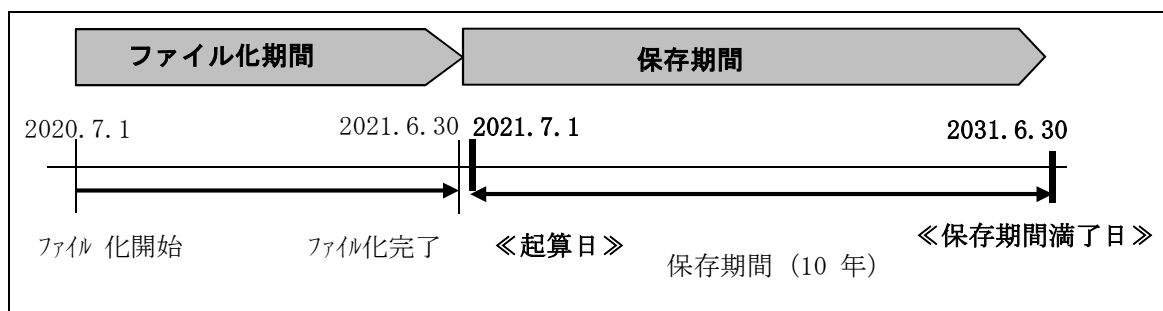 ファイル化期間 保存期間
2020.7.1 2021.6.30 2021.7.1 2031.6.30
ﾌｧｲﾙ 化開始 ﾌｧｲﾙ化完了 ≪起算日≫ ≪保存期間満了日≫
保存期間 (10 年)